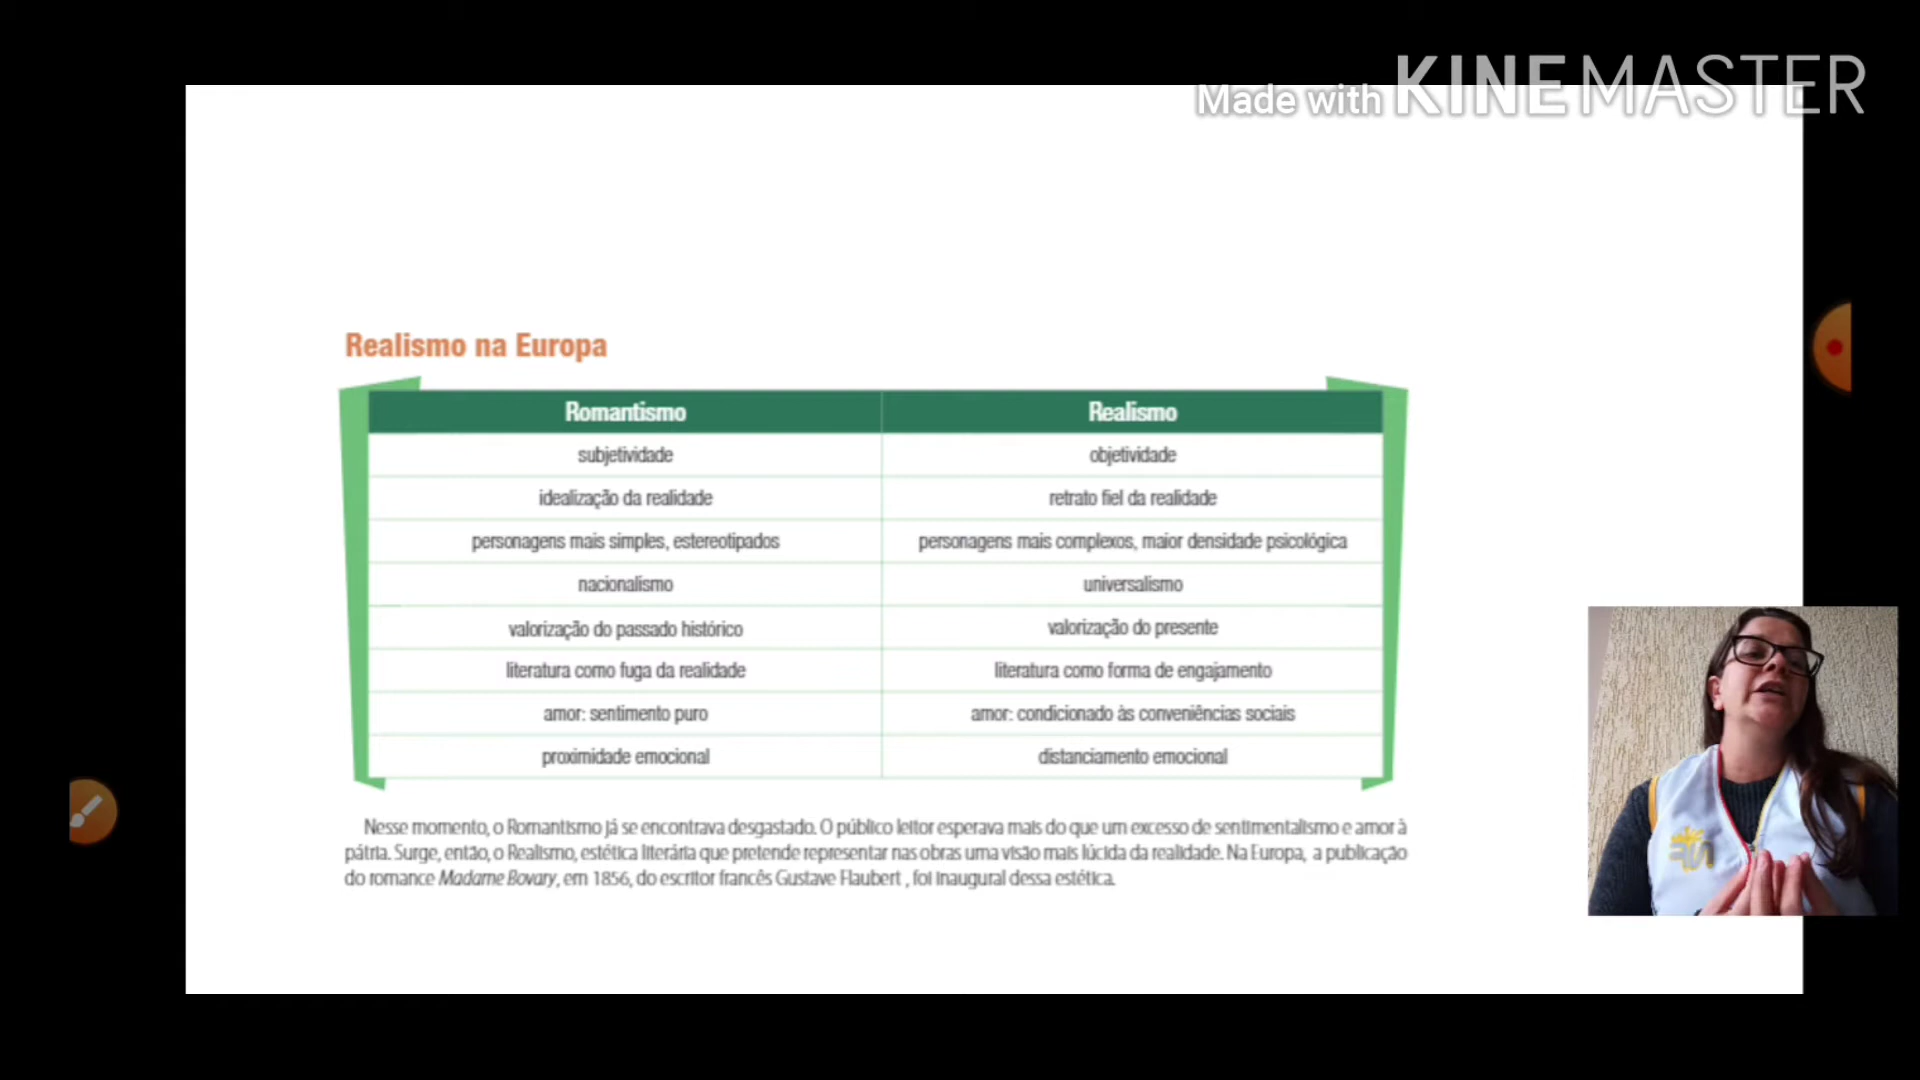 Made with KINEMASTER
Realismo na Europa
Romantismo Realismo
subjetividade objetividade
idealização da realidade retrato fiel da realidade
personagens mais simples, estereotipados personagens mais complexos, maior densidade psicológica
nacionalismo universalismo
valorização do passado histórico valorização do presente
literatura como fuga da realidade literatura como forma de engajamento
amor: sentimento puro amor: condicionado às conveniências sociais
proximidade emocional distanciamento emocional
Nesse momento, o Romantismo já se encontrava desgastado. O público leitor esperava mais do que um excesso de sentimentalismo e amor à
pátria. Surge, então, o Realismo, estética literária que pretende representar nas obras uma visão mais lúcida da realidade. Na Europa, a publicação
do romance Madame Bovary, em 1856, do escritor francês Gustave Flaubert , foi inaugural dessa estética.